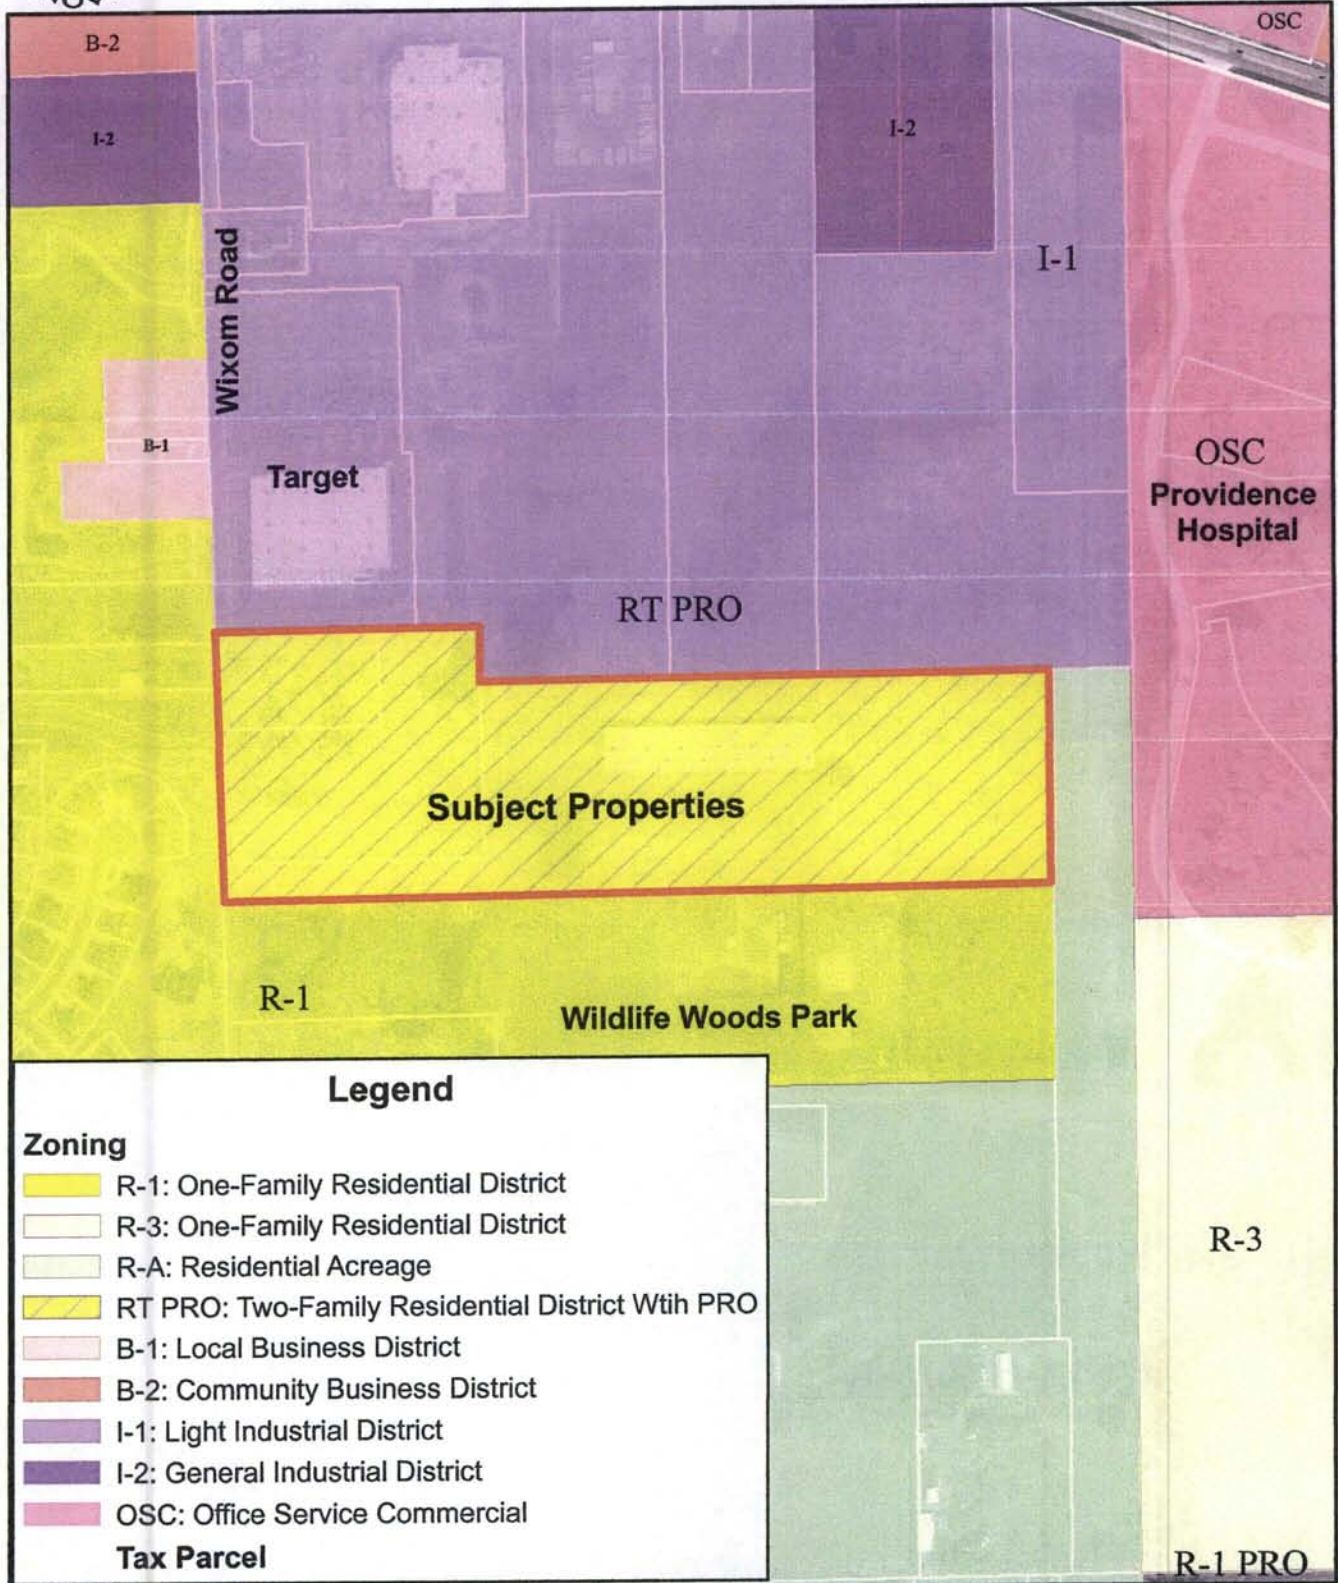 OSC
B-2
I-2
I-2
Wixom Road
I-1
B-1
Target
OSC
Providence
Hospital
RT PRO
Subject Properties
R-1
Wildlife Woods Park
Legend
Zoning
R-1: One-Family Residential District
R-3: One-Family Residential District
R-A: Residential Acreage
RT PRO: Two-Family Residential District Wtih PRO
B-1: Local Business District
B-2: Community Business District
I-1: Light Industrial District
I-2: General Industrial District
OSC: Office Service Commercial
Tax Parcel
R-3
R-1 PRO